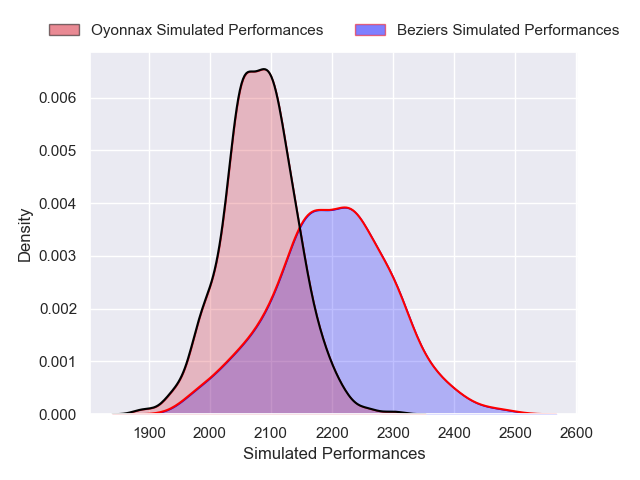 Oyonnax Simulated Performances
Beziers Simulated Performances
0.006
0.005
0.004
0.003
0.002
0.001
0.000
Density
1900 2000 2100 2200 2300 2400 2500 2600
Simulated Performances